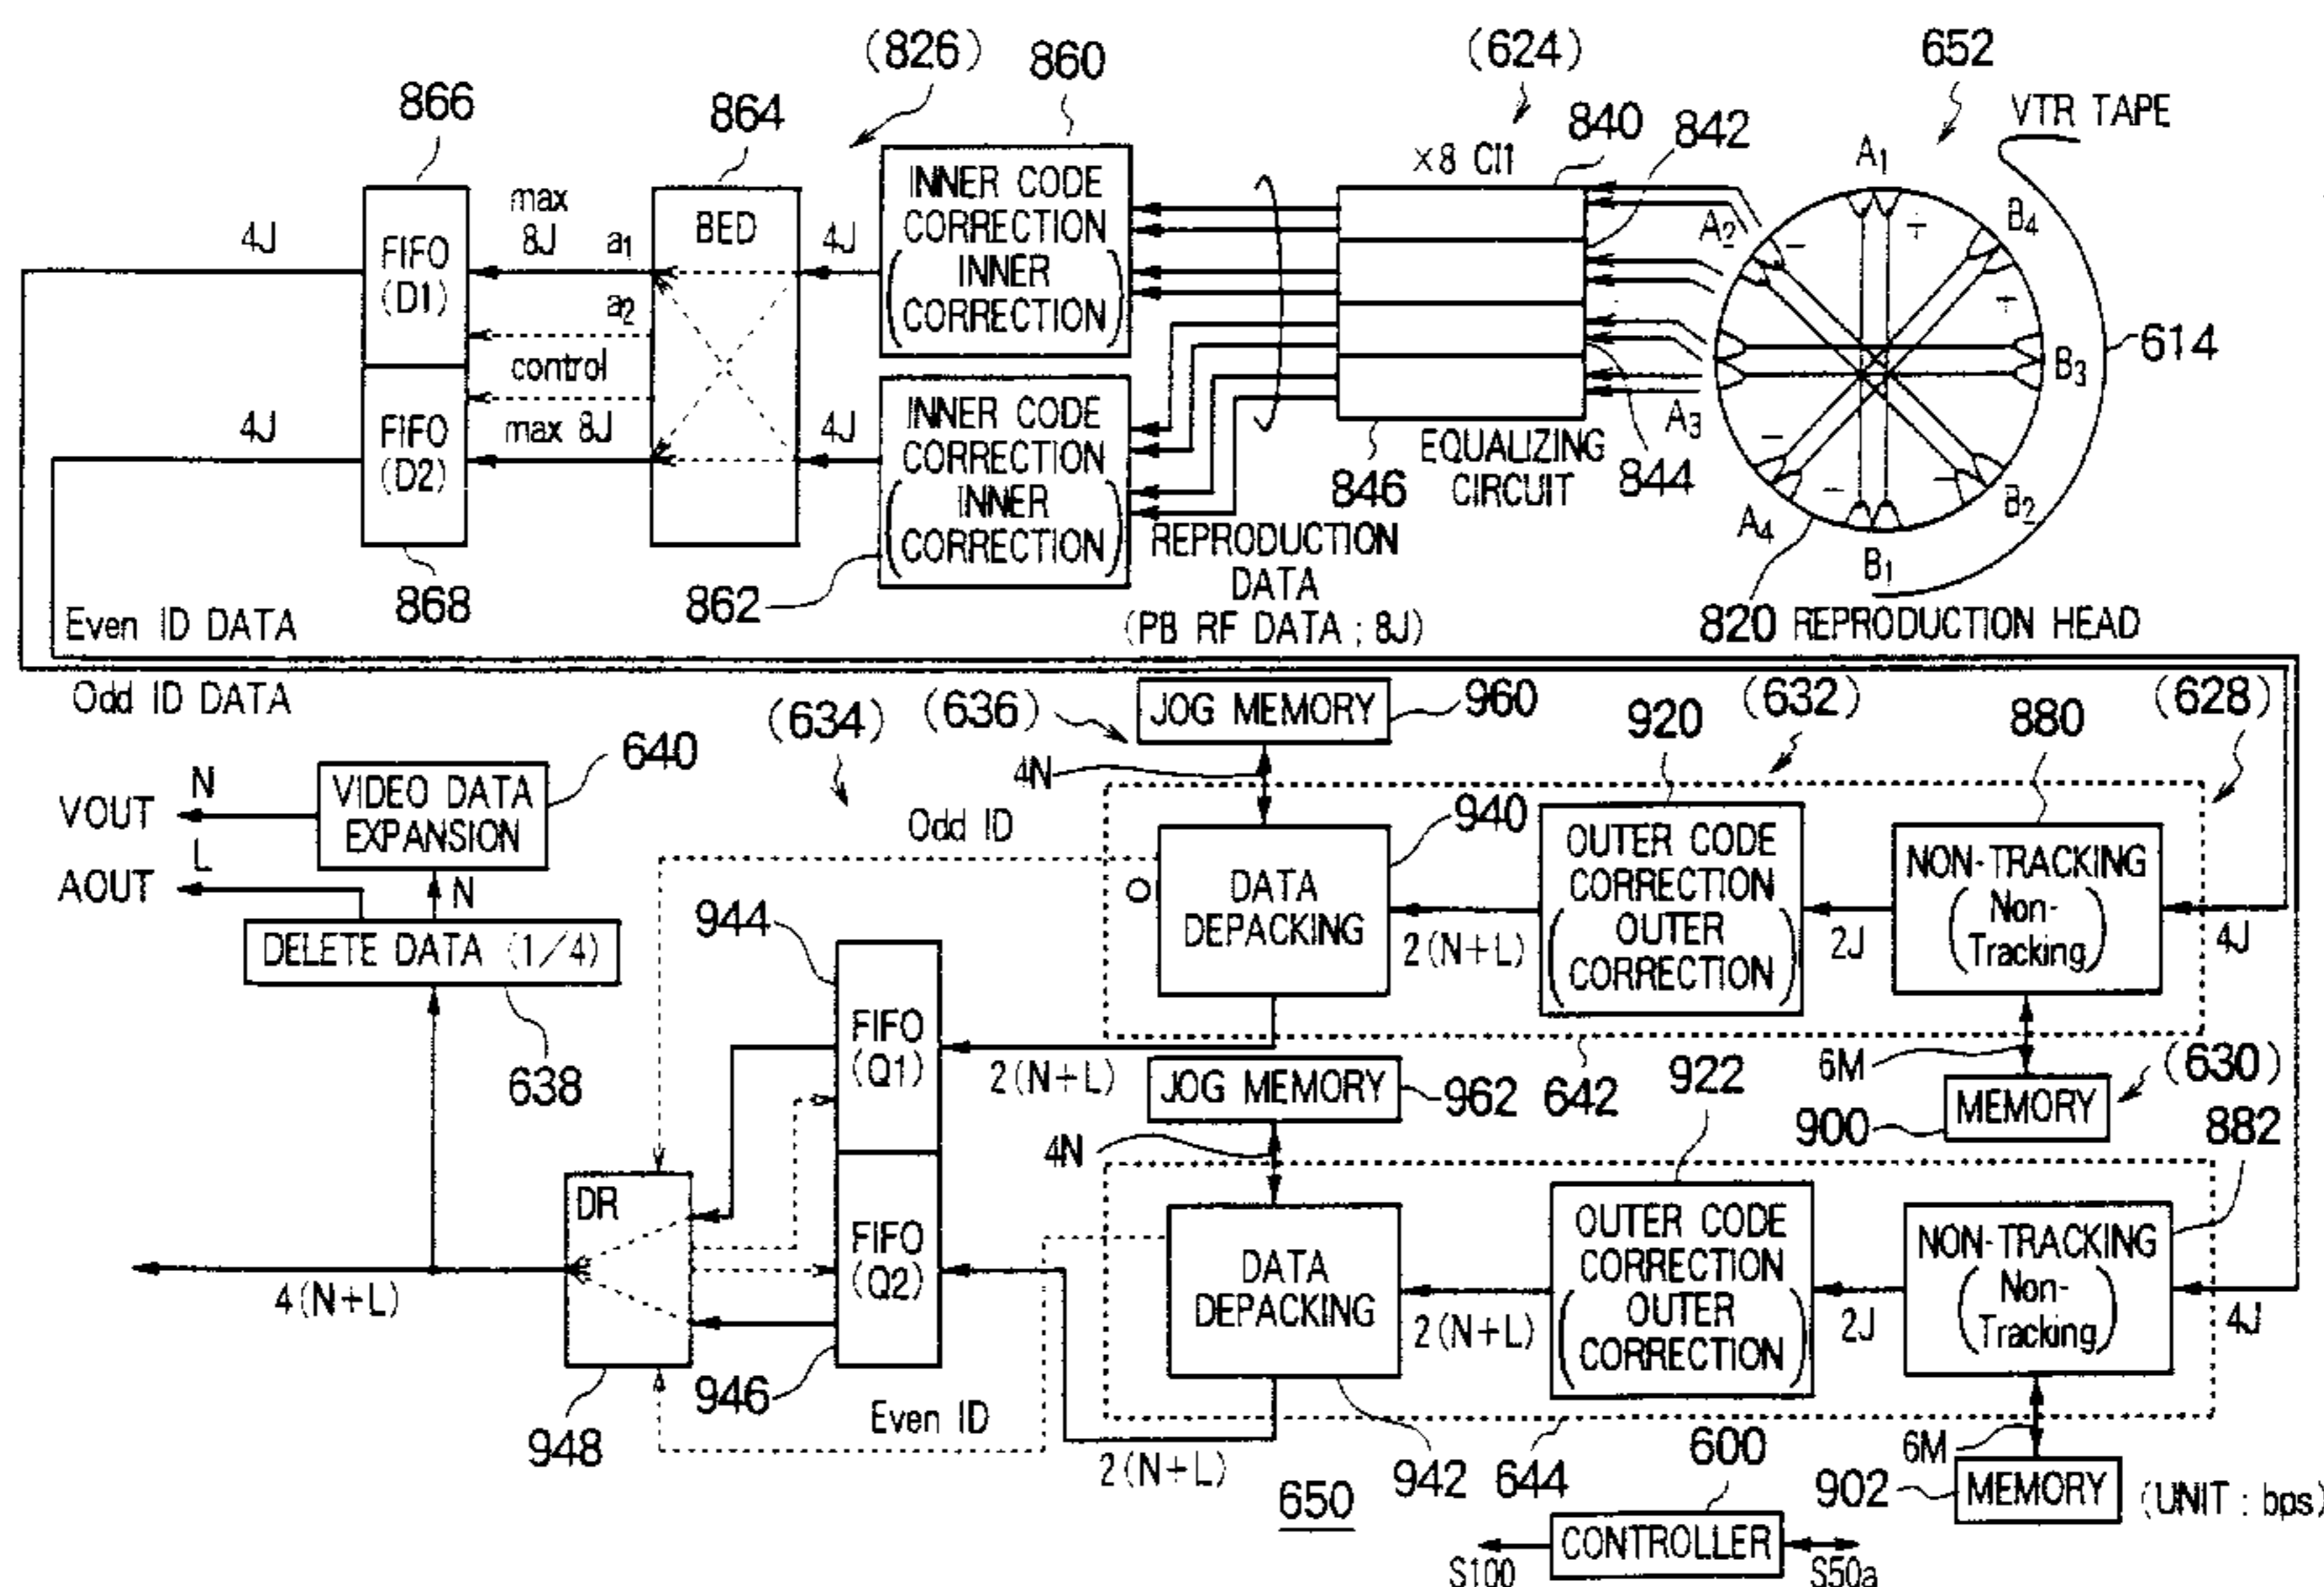 (826)
860
(624)
652
866
864
840
842
VTR TAPE
×8 CH
A1
B4
A2
max
8J
a1
4J
FIFO
(D1)
BED
4J
INNER CODE
CORRECTION
(INNER
CORRECTION)
a2
control
B3
614
A3
4J
FIFO
(D2)
max 8J
4J
INNER CODE
CORRECTION
(INNER
CORRECTION)
846
EQUALIZING
CIRCUIT
844
B2
A4
B1
868
862
REPRODUCTION
DATA
(PB RF DATA ; 8J)
820 REPRODUCTION HEAD
Even ID DATA
Odd ID DATA
(634)
(636)
JOG MEMORY
960
(632)
920
880
(628)
640
4N
VOUT
N
VIDEO DATA
EXPANSION
Odd ID
940
AOUT
L
N
944
DATA
DEPACKING
2(N+L)
OUTER CODE
CORRECTION
(OUTER
CORRECTION)
2J
NON-TRACKING
(Non-
Tracking)
4J
DELETE DATA (1/4)
638
FIFO
(Q1)
2(N+L)
JOG MEMORY
962
642
922
6M
MEMORY
900
(630)
882
4N
DR
FIFO
(Q2)
DATA
DEPACKING
2(N+L)
OUTER CODE
CORRECTION
(OUTER
CORRECTION)
2J
NON-TRACKING
(Non-
Tracking)
4J
4(N+L)
948
946
Even ID
2(N+L)
942
644
600
6M
902
MEMORY
(UNIT : bps)
650
CONTROLLER
S100
S50a